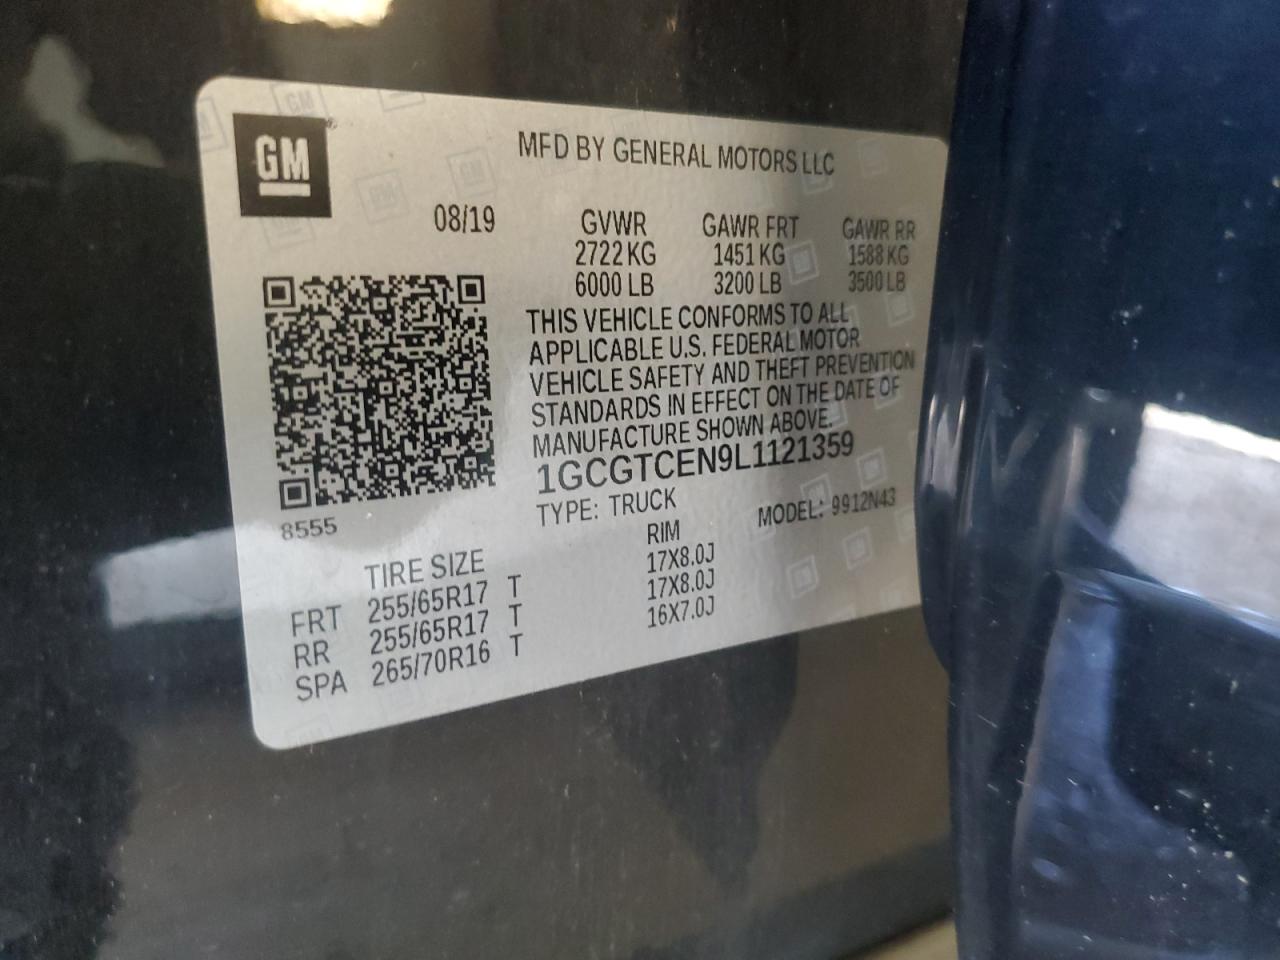 GM
MFD BY GENERAL MOTORS LLC
08/19 GVWR GAWR FRT GAWR RR
2722 KG 1451 KG 1588 KG
6000 LB 3200 LB 3500 LB
THIS VEHICLE CONFORMS TO ALL
APPLICABLE U.S. FEDERAL MOTOR
VEHICLE SAFETY AND THEFT PREVENTION
STANDARDS IN EFFECT ON THE DATE OF
MANUFACTURE SHOWN ABOVE.
1GCGTCEN9L1121359
8555
TYPE: TRUCK MODEL: 9912N43
TIRE SIZE RIM
FRT 255/65R17 T 17X8.0J
RR 255/65R17 T 17X8.0J
SPA 265/70R16 T 16X7.0J